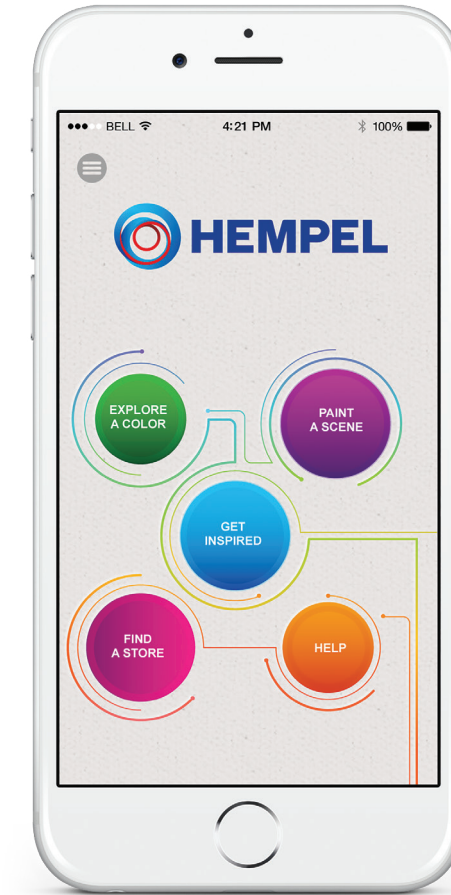 BELL
4:21 PM
100%
HEMPEL
EXPLORE
A COLOR
PAINT
A SCENE
GET
INSPIRED
FIND
A STORE
HELP